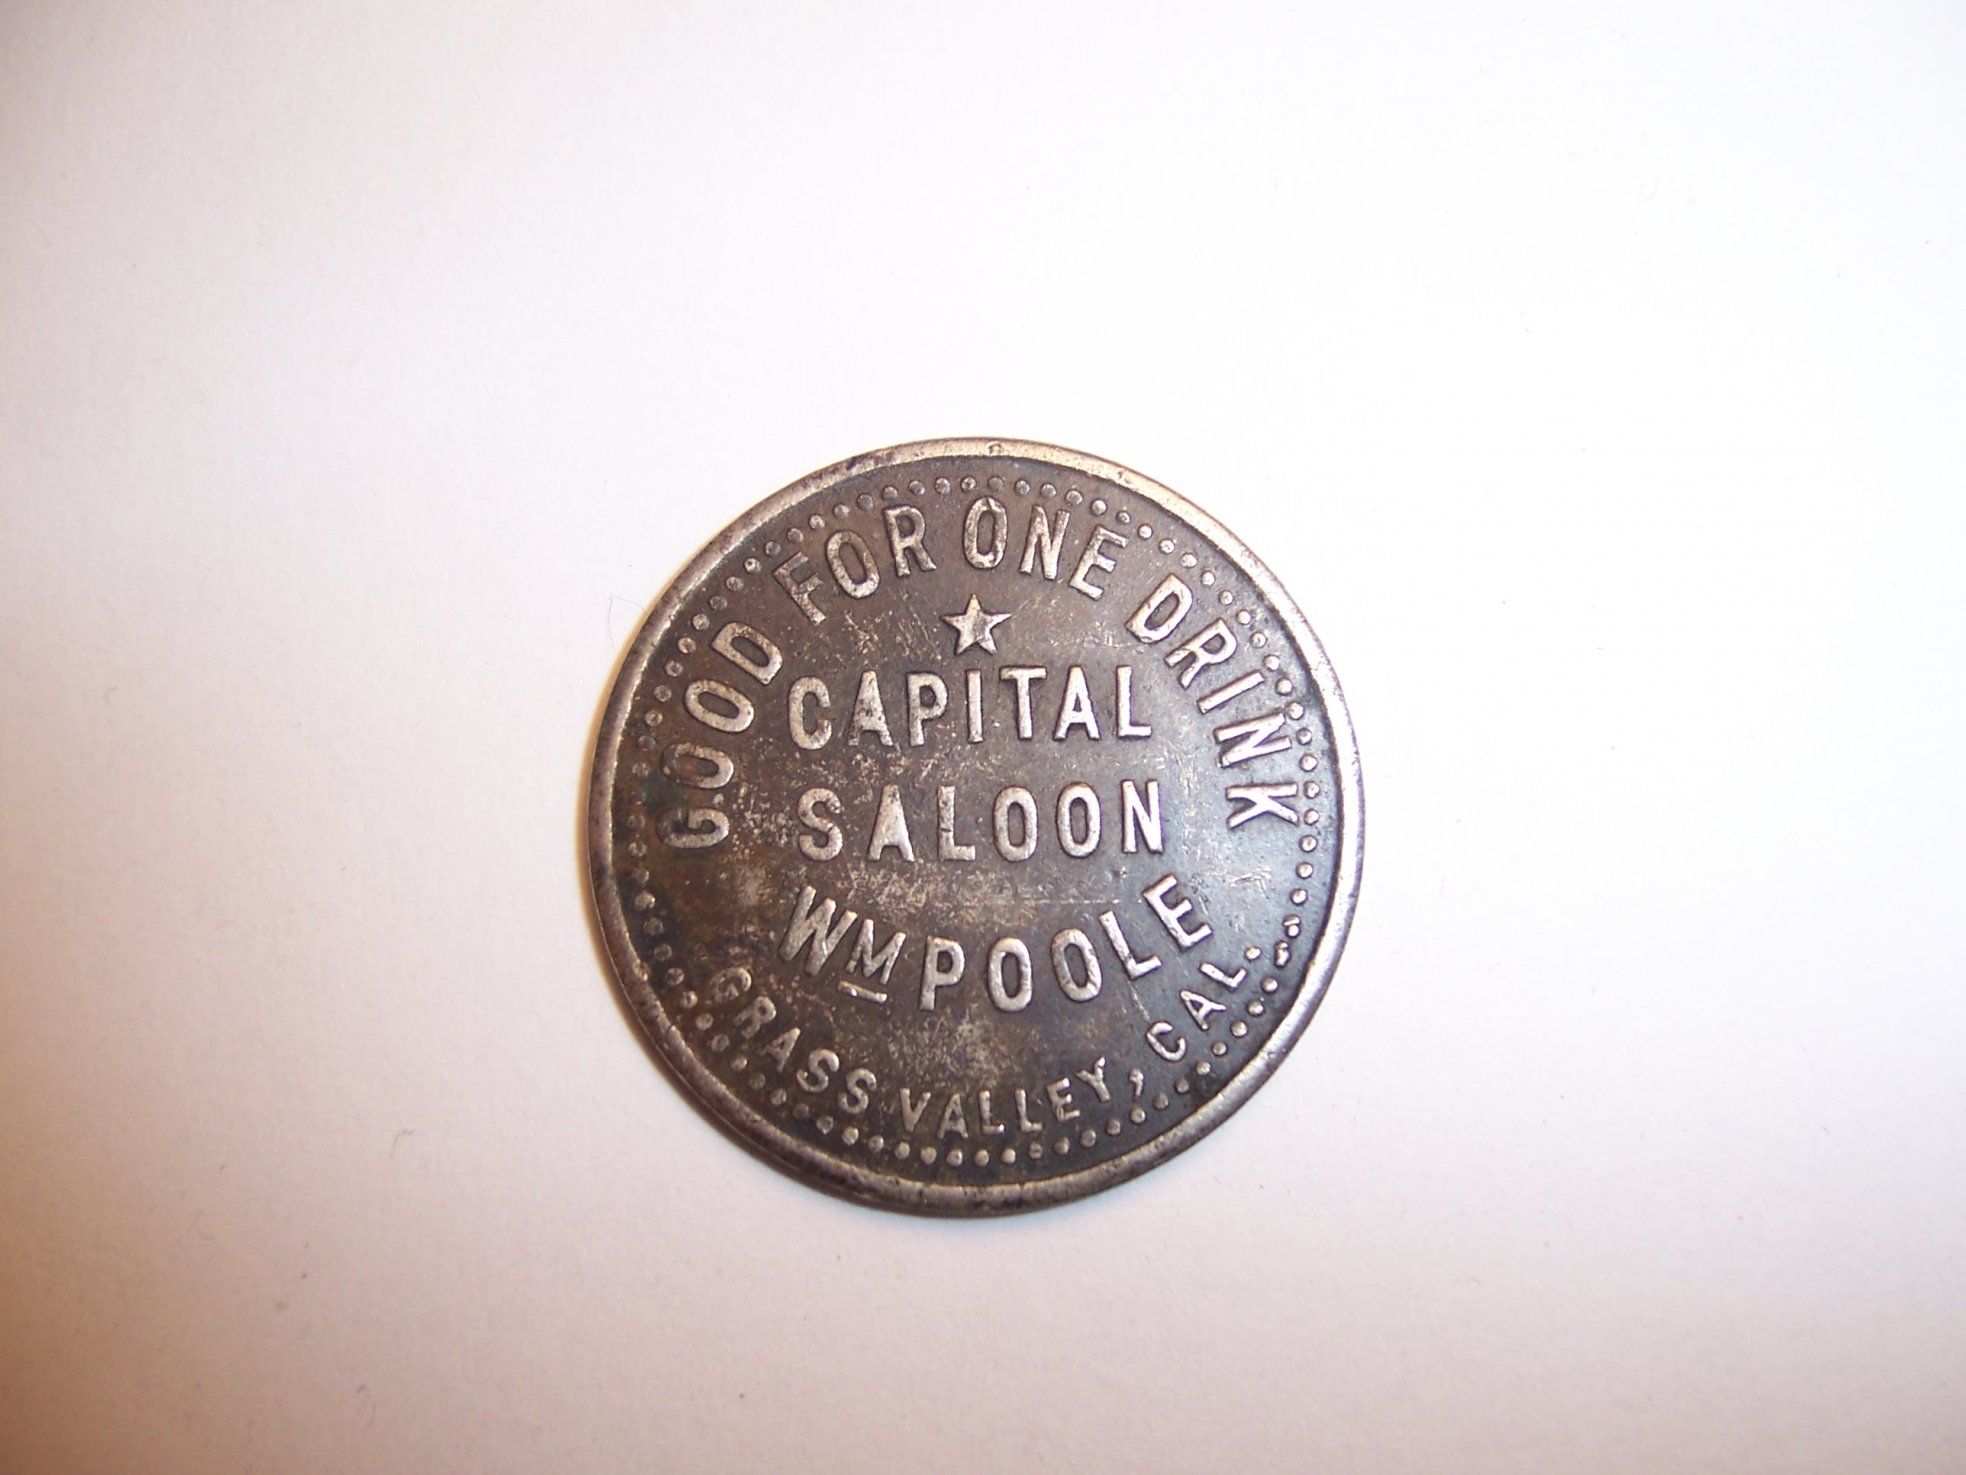 GOOD FOR ONE DRINK
CAPITAL
SALOON
WM POOLE
GRASS VALLEY, CAL.